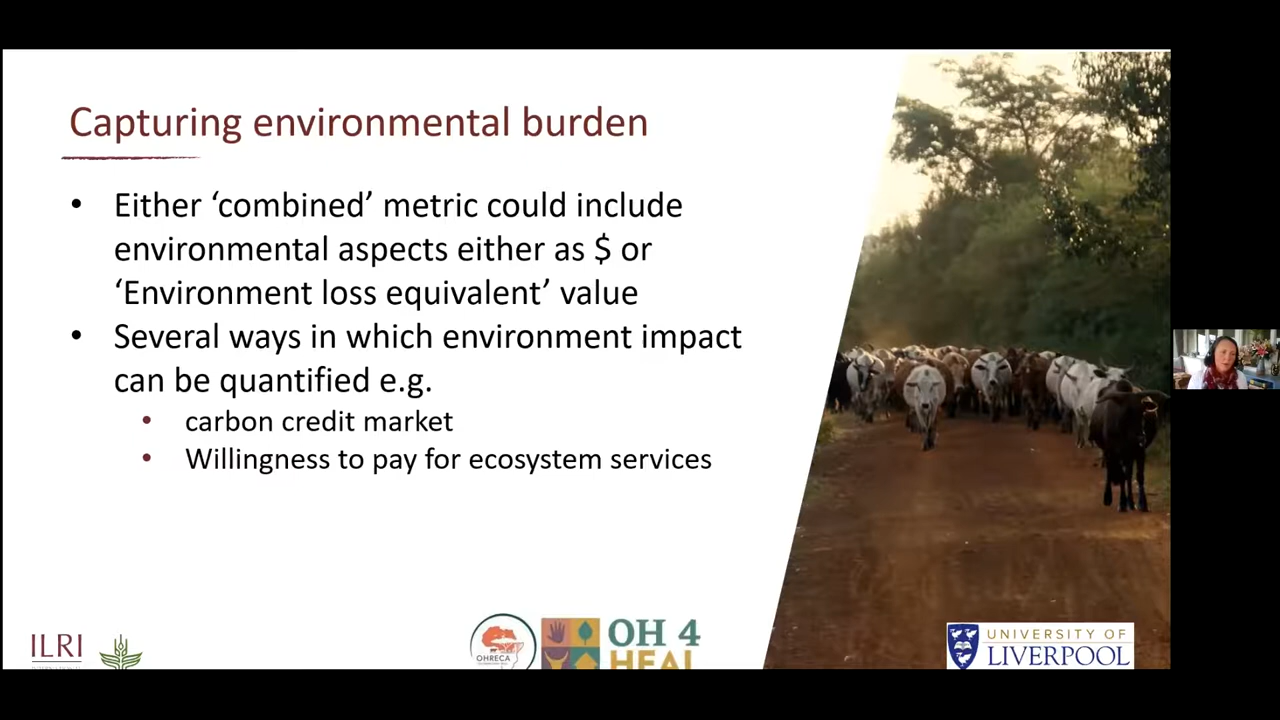 Capturing environmental burden
• Either ‘combined’ metric could include
environmental aspects either as $ or
‘Environment loss equivalent’ value
• Several ways in which environment impact
can be quantified e.g.
• carbon credit market
• Willingness to pay for ecosystem services
ILRI
OHRECA
OH 4
HEAL
UNIVERSITY OF
LIVERPOOL